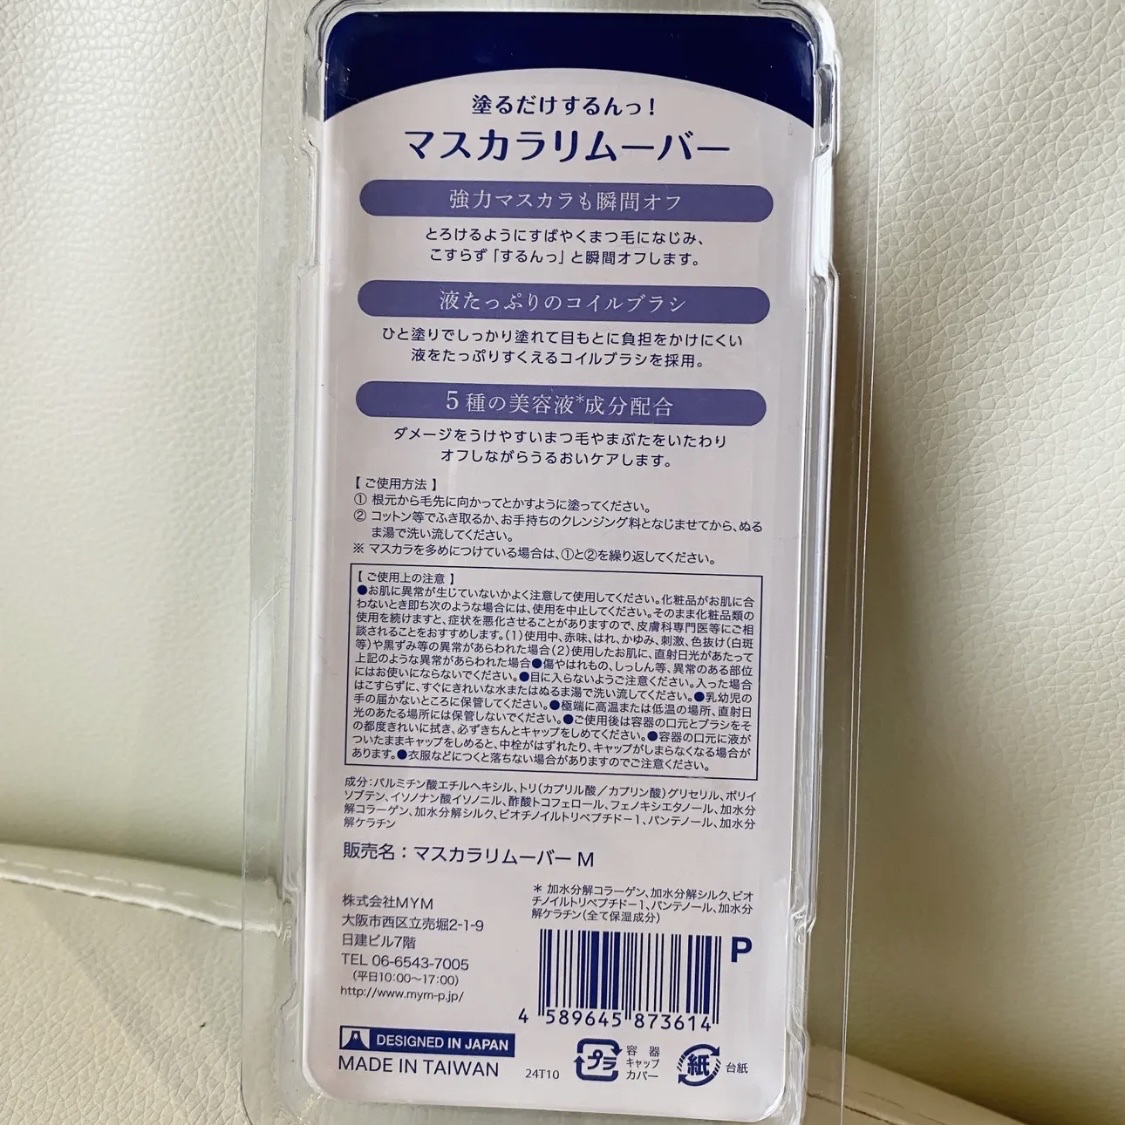 塗るだけするんっ！
マスカラリムーバー
強力マスカラも瞬間オフ
とろけるようにすばやくまつ毛になじみ、
こすらず「するんっ」と瞬間オフします。
液たっぷりのコイルブラシ
ひと塗りでしっかり塗れて目もとに負担をかけにくい
液をたっぷりすくえるコイルブラシを採用。
5種の美容液*成分配合
ダメージをうけやすいまつ毛やまぶたをいたわり
オフしながらうるおいケアします。
【ご使用方法】
① 根元から毛先に向かってとかすように塗ってください。
② コットン等でふき取るか、お手持ちのクレンジング料となじませてから、ぬる
ま湯で洗い流してください。
※ マスカラを多めにつけている場合は、①と②を繰り返してください。
【ご使用上の注意】
●お肌に異常が生じていないかよく注意して使用してください。化粧品がお肌に合
わないとき即ち次のような場合には、使用を中止してください。そのまま化粧品類の
使用を続けますと、症状を悪化させることがありますので、皮膚科専門医等にご相
談されることをおすすめします。(1)使用中、赤味、はれ、かゆみ、刺激、色抜け(白斑
等)や黒ずみ等の異常があらわれた場合(2)使用したお肌に、直射日光があたって
上記のような異常があらわれた場合●傷やはれもの、しっしん等、異常のある部位
にはお使いにならないでください。●目に入らないようご注意ください。入った場合
はこすらずに、すぐにきれいな水またはぬるま湯で洗い流してください。●乳幼児の
手の届かないところに保管してください。●極端に高温または低温の場所、直射日
光のあたる場所には保管しないでください。●ご使用後は容器の口元とブラシをそ
の都度きれいに拭き、必ずきちんとキャップをしめてください。●容器の口元に液が
ついたままキャップをしめると、中栓がはずれたり、キャップがしまらなくなる場合が
あります。●衣服などにつくと落ちない場合がありますのでご注意ください。
成分：パルミチン酸エチルヘキシル、トリ(カプリル酸／カプリン酸)グリセリル、ポリイ
ソブテン、イソノナン酸イソノニル、酢酸トコフェロール、フェノキシエタノール、加水分
解コラーゲン、加水分解シルク、ビオチノイルトリペプチド-1、パンテノール、加水分
解ケラチン
販売名：マスカラリムーバー M
* 加水分解コラーゲン、加水分解シルク、ビオ
チノイルトリペプチド-1、パンテノール、加水分
解ケラチン(全て保湿成分)
株式会社MYM
大阪市西区立売堀2-1-9
日建ビル7階
TEL 06-6543-7005
(平日10:00〜17:00)
http://www.mym-p.jp/
P
4 589645 873614
DESIGNED IN JAPAN
MADE IN TAIWAN
24T10
プラ
容器
キャップ
カバー
紙
台紙